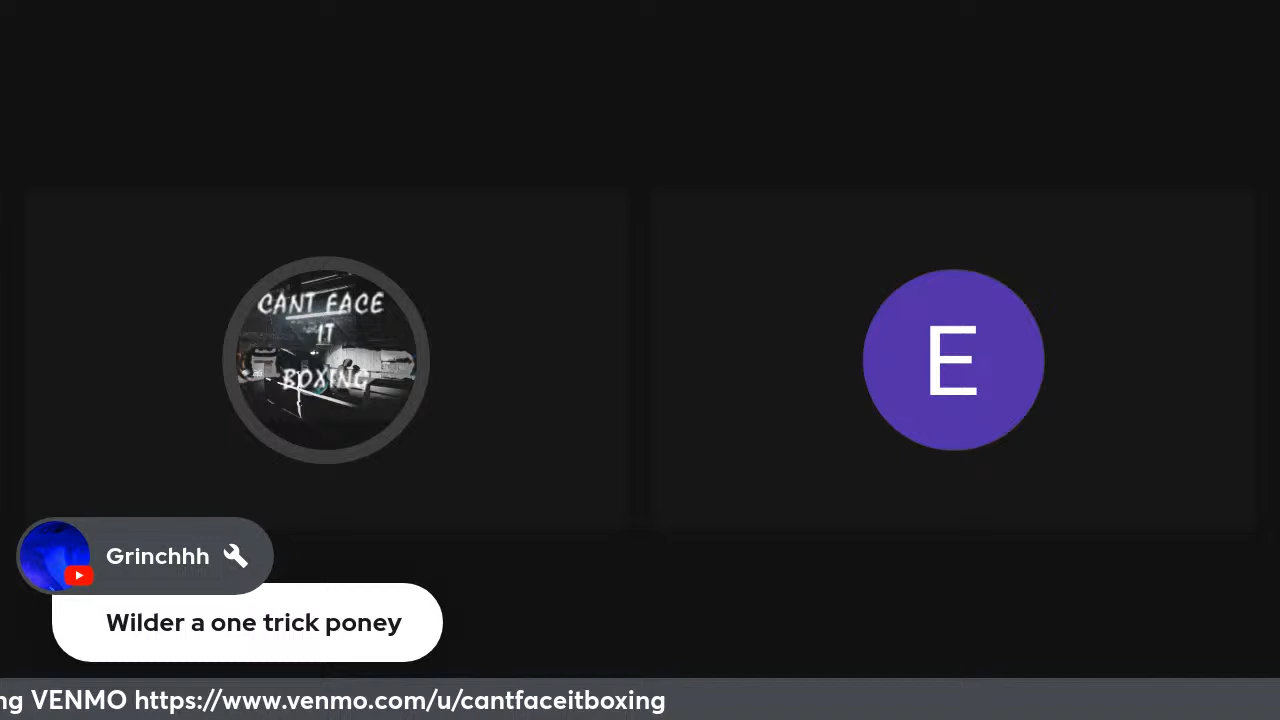 CANT FACE
IT
BOXING
E
Grinchhh
Wilder a one trick poney
ng VENMO https://www.venmo.com/u/cantfaceitboxing